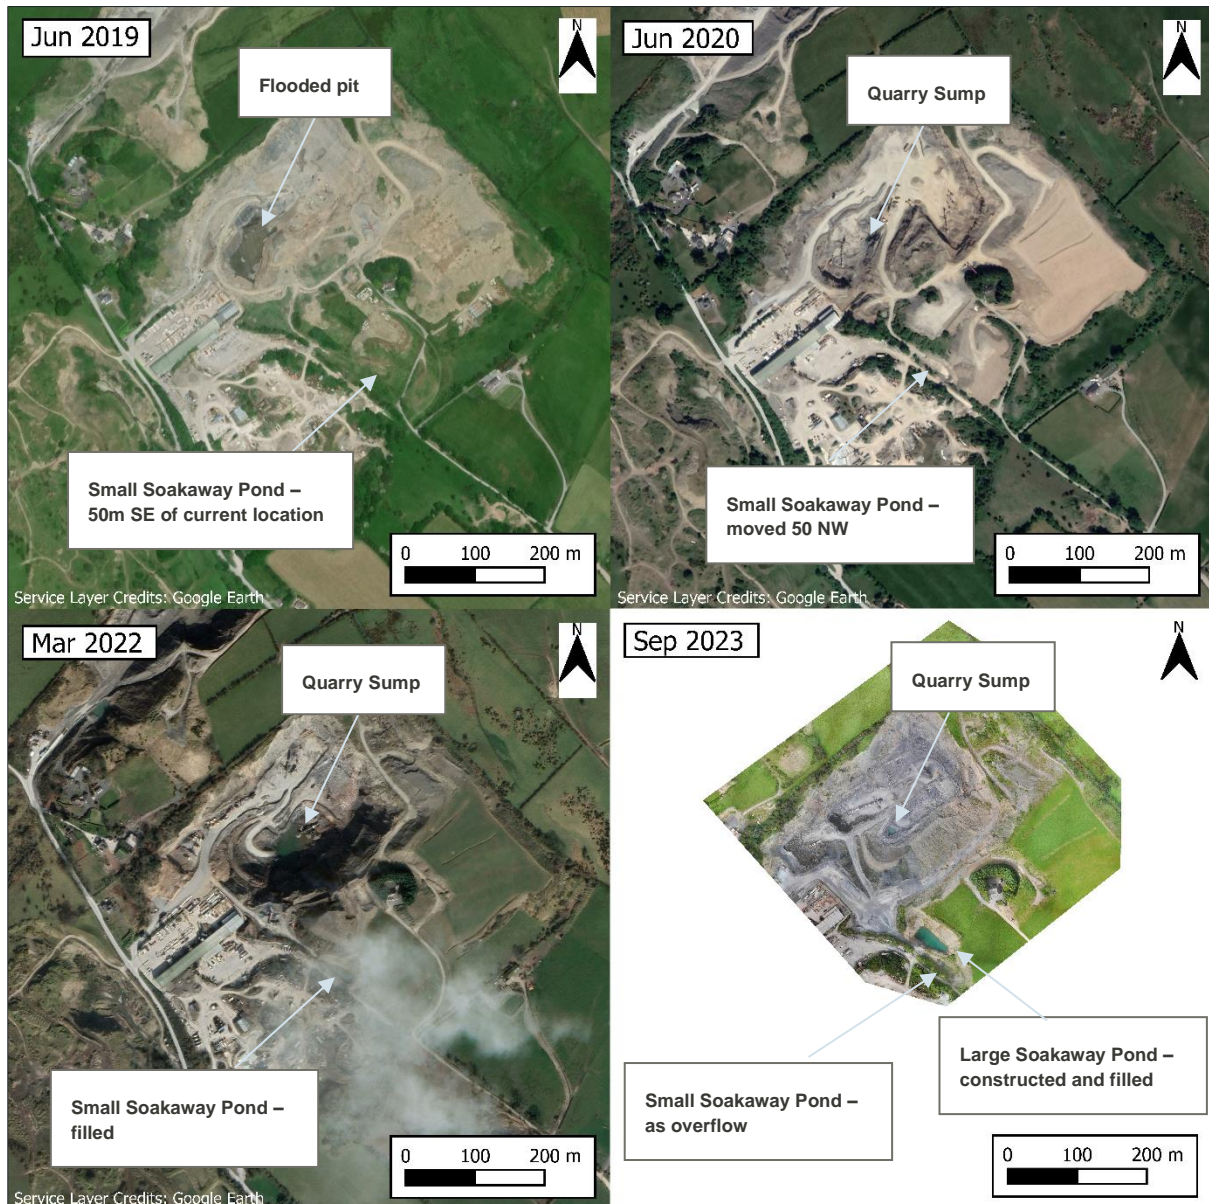 Jun 2019
N
Flooded pit
Small Soakaway Pond –
50m SE of current location
0 100 200 m
Service Layer Credits: Google Earth
Jun 2020
N
Quarry Sump
Small Soakaway Pond –
moved 50 NW
0 100 200 m
Service Layer Credits: Google Earth
Mar 2022
N
Quarry Sump
Small Soakaway Pond –
filled
0 100 200 m
Service Layer Credits: Google Earth
Sep 2023
N
Quarry Sump
Large Soakaway Pond –
constructed and filled
Small Soakaway Pond –
as overflow
0 100 200 m